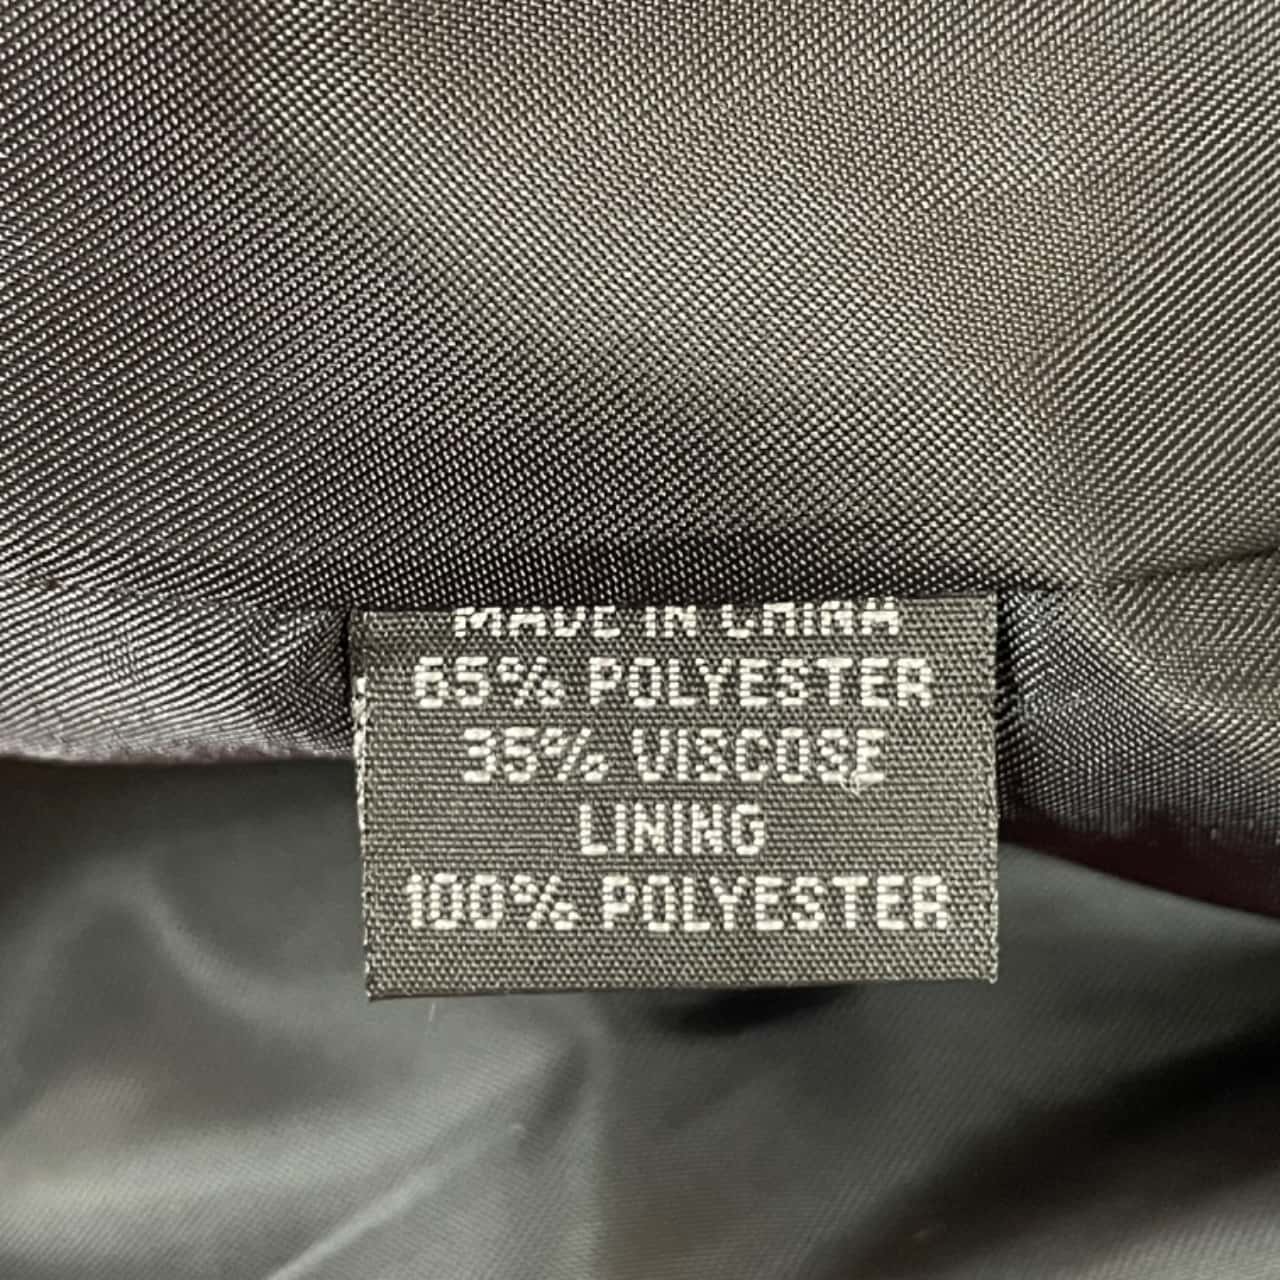 MADE IN CHINA
65% POLYESTER
35% VISCOSE
LINING
100% POLYESTER